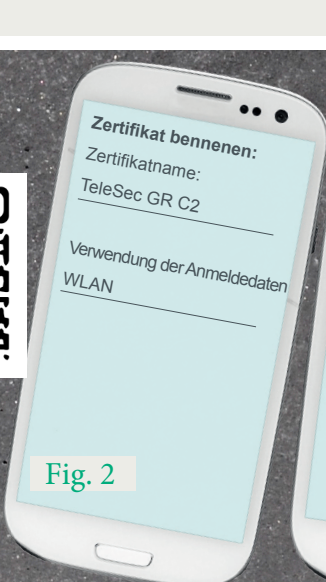 Zertifikat bennenen:
Zertifikatname:
TeleSec GR C2
Verwendung der Anmeldedaten
WLAN
Fig. 2